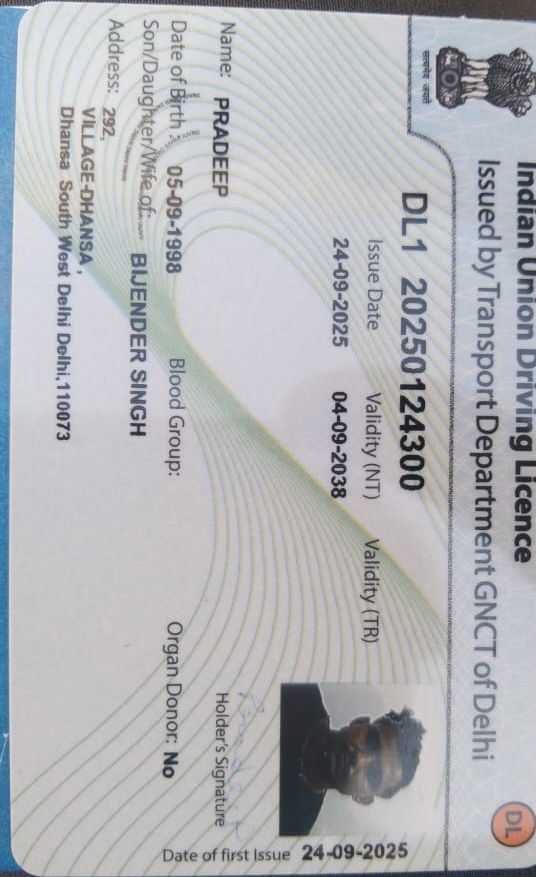 Indian Union Driving Licence
Issued by Transport Department GNCT of Delhi
DL
सत्यमेव जयते
DL1 20250124300
Issue Date Validity (NT) Validity (TR)
24-09-2025 04-09-2038
Name: PRADEEP
Holder's Signature
Date of Birth : 05-09-1998 Blood Group: Organ Donor: No
Son/Daughter/Wife of: BIJENDER SINGH
Address: 292,
VILLAGE-DHANSA ,
Dhansa South West Delhi Delhi,110073
Date of first Issue 24-09-2025